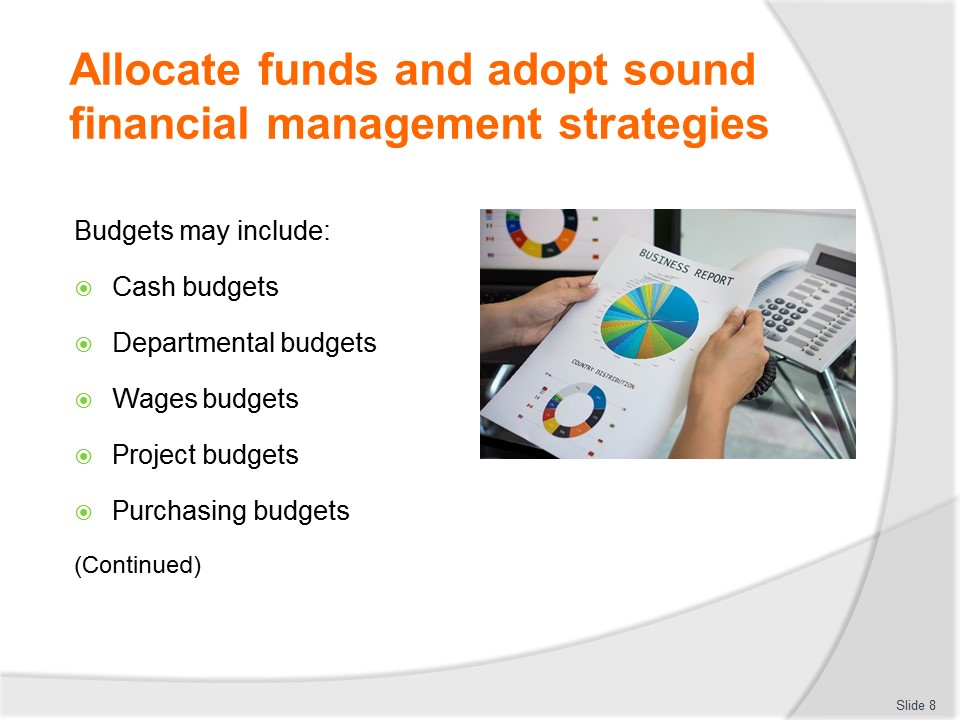 Allocate funds and adopt sound
financial management strategies
Budgets may include:
Cash budgets
Departmental budgets
Wages budgets
Project budgets
Purchasing budgets
(Continued)
BUSINESS REPORT
COUNTRY DISTRIBUTION
Slide 8